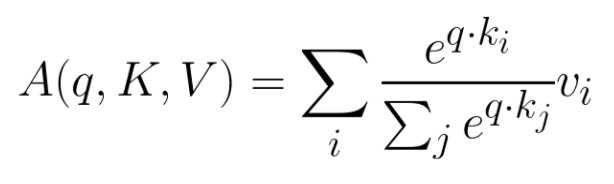 A(q, K, V) = \sum_i \frac{e^{q \cdot k_i}}{\sum_j e^{q \cdot k_j}} v_i